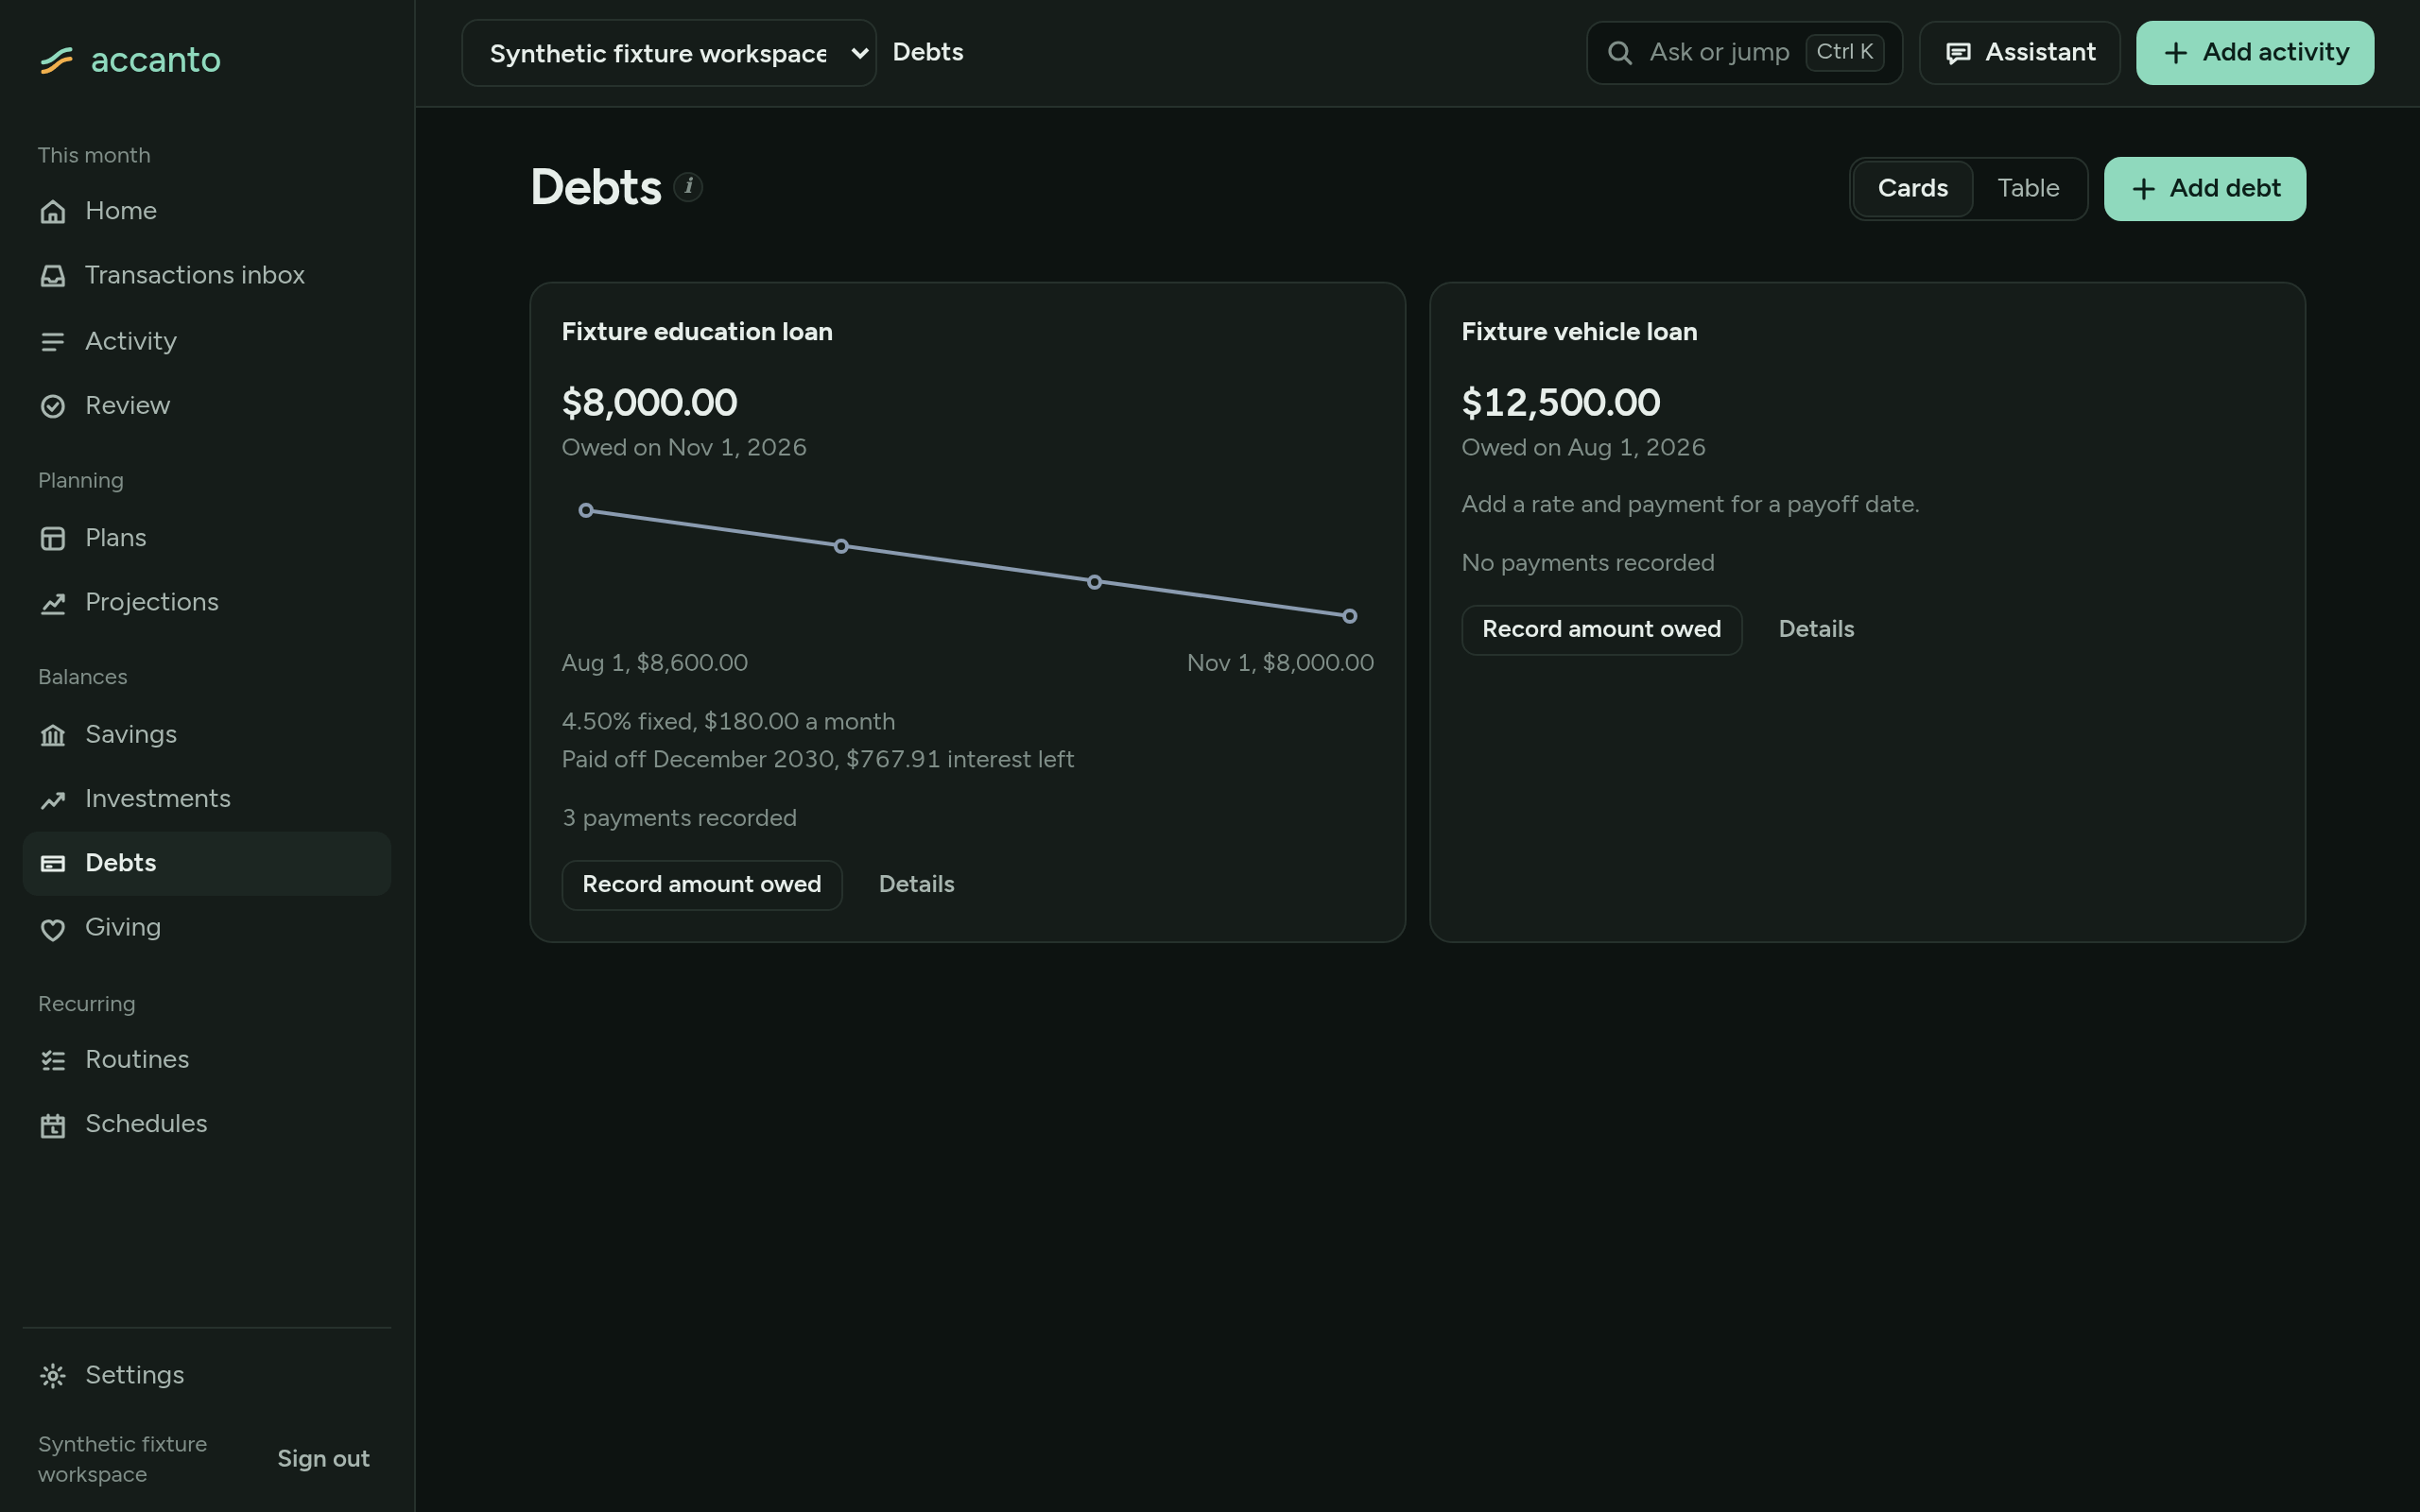 accanto
This month
Home
Transactions inbox
Activity
Review
Planning
Plans
Projections
Balances
Savings
Investments
Debts
Giving
Recurring
Routines
Schedules
Settings
Synthetic fixture
workspace
Sign out
Synthetic fixture workspace
Debts
Ask or jump
Ctrl K
Assistant
Add activity
Debts
i
Cards
Table
Add debt
Fixture education loan
$8,000.00
Owed on Nov 1, 2026
Aug 1, $8,600.00
Nov 1, $8,000.00
4.50% fixed, $180.00 a month
Paid off December 2030, $767.91 interest left
3 payments recorded
Record amount owed
Details
Fixture vehicle loan
$12,500.00
Owed on Aug 1, 2026
Add a rate and payment for a payoff date.
No payments recorded
Record amount owed
Details